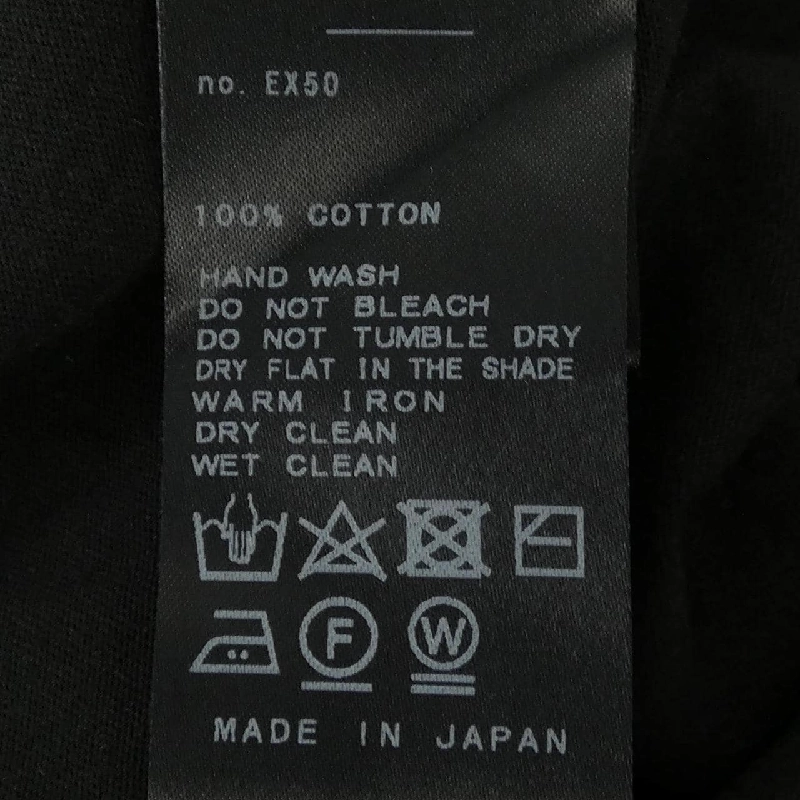 no. EX50
100% COTTON
HAND WASH
DO NOT BLEACH
DO NOT TUMBLE DRY
DRY FLAT IN THE SHADE
WARM IRON
DRY CLEAN
WET CLEAN
F W
MADE IN JAPAN